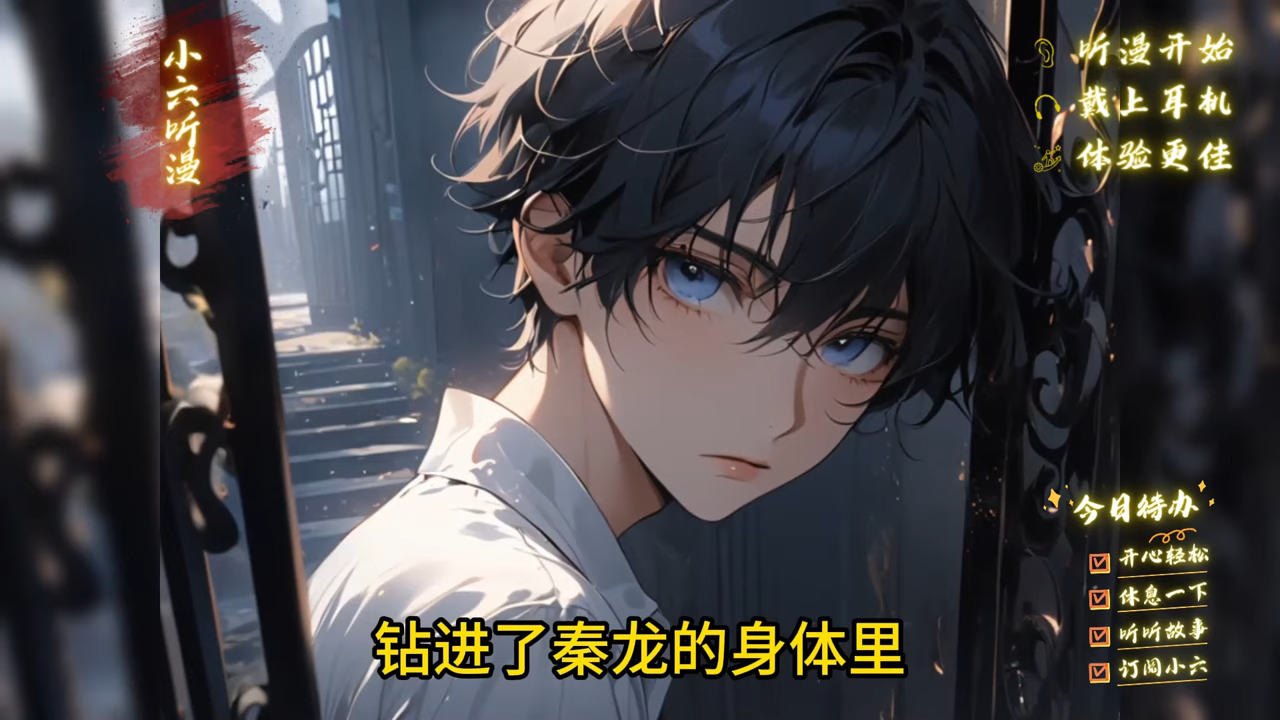 小六听漫
听漫开始
戴上耳机
体验更佳
今日待办
开心轻松
休息一下
听听故事
订阅小六
钻进了秦龙的身体里